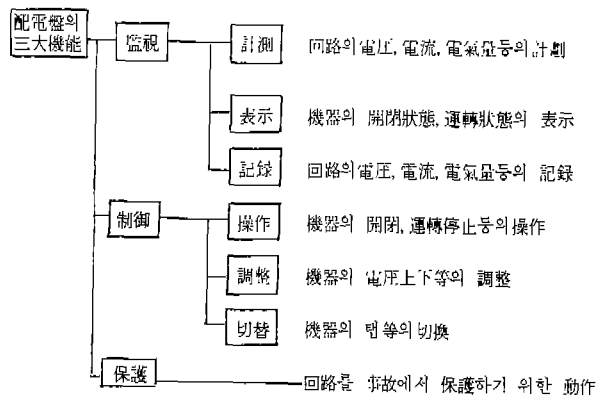 配電盤의
三大機能
監視
計測
回路의 電圧, 電流, 電氣量等의 計劃
表示
機器의 開閉狀態, 運轉狀態의 表示
記録
回路의 電圧, 電流, 電氣量等의 記録
制御
操作
機器의 開閉, 運轉停止等의 操作
調整
機器의 電圧上下等의 調整
切替
機器의 탭 等의 切換
保護
回路를 事故에서 保護하기 위한 動作